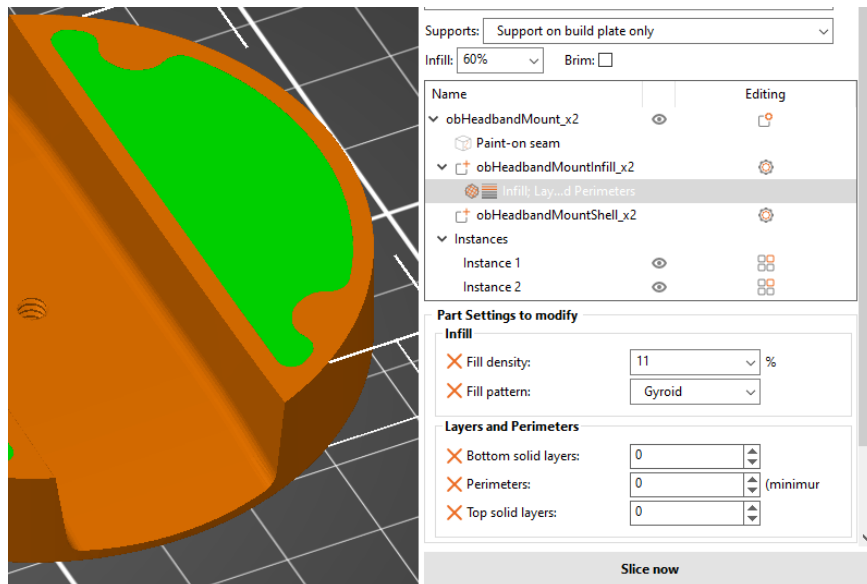 Supports: Support on build plate only
Infill: 60% Brim:
Name Editing
obHeadbandMount_x2
Paint-on seam
obHeadbandMountInfill_x2
Infill; Lay...d Perimeters
obHeadbandMountShell_x2
Instances
Instance 1
Instance 2
Part Settings to modify
Infill
Fill density: 11 %
Fill pattern: Gyroid
Layers and Perimeters
Bottom solid layers: 0
Perimeters: 0 (minimur
Top solid layers: 0
Slice now